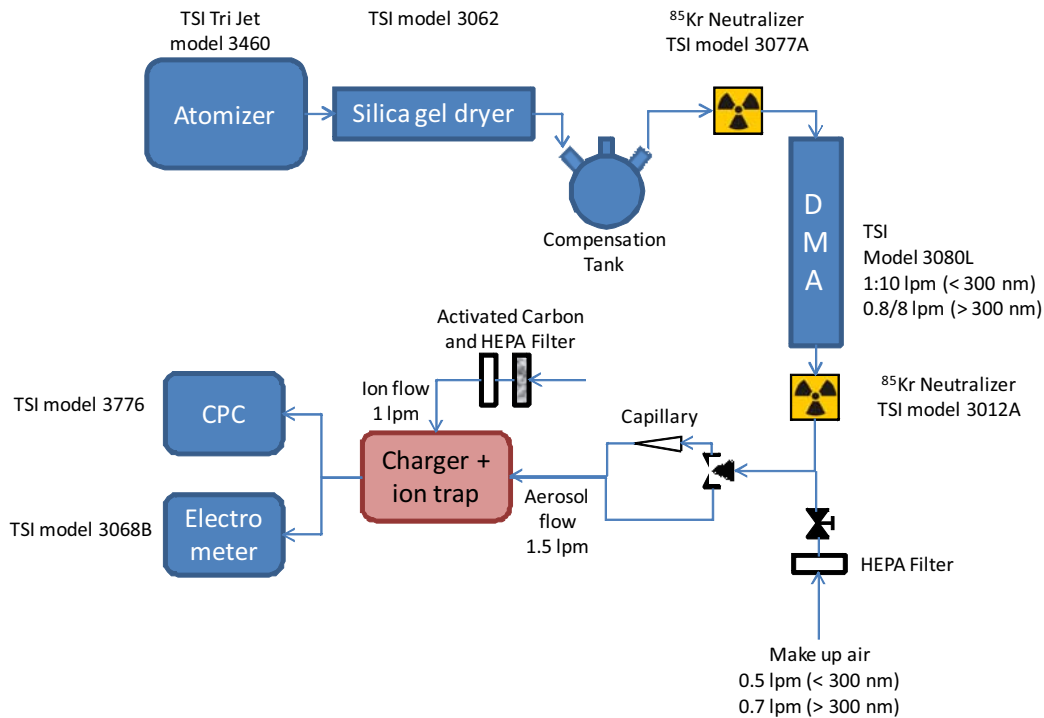 TSI Tri Jet
model 3460
Atomizer
TSI model 3062
Silica gel dryer
Compensation
Tank
⁸⁵Kr Neutralizer
TSI model 3077A
D
M
A
TSI
Model 3080L
1:10 lpm (< 300 nm)
0.8/8 lpm (> 300 nm)
⁸⁵Kr Neutralizer
TSI model 3012A
Activated Carbon
and HEPA Filter
Ion flow
1 lpm
Capillary
TSI model 3776
CPC
Charger +
ion trap
Aerosol
flow
1.5 lpm
TSI model 3068B
Electro
meter
HEPA Filter
Make up air
0.5 lpm (< 300 nm)
0.7 lpm (> 300 nm)